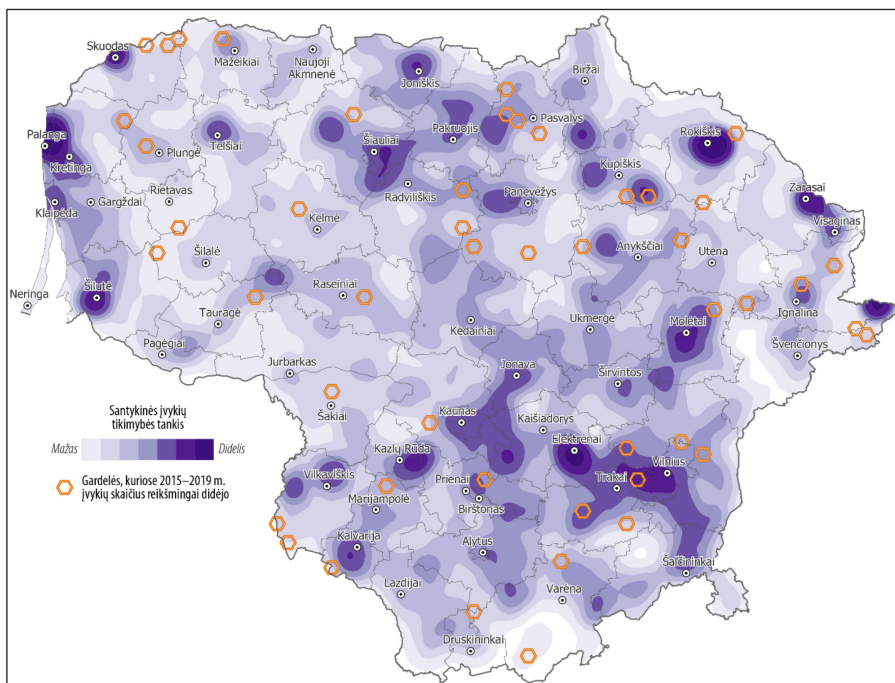 Skuodas
Mažeikiai
Naujoji
Akmnenė
Joniškis
Biržai
Palanga
Kretinga
Plungė
Telšiai
Šiauliai
Pakruojis
Pasvalys
Rokiškis
Kupiškis
Klaipėda
Gargždai
Rietavas
Radviliškis
Panevėžys
Zarasai
Visaginas
Kelmė
Šilalė
Anykščiai
Utena
Neringa
Šilutė
Raseiniai
Tauragė
Kėdainiai
Ukmergė
Molėtai
Ignalina
Pagėgiai
Švenčionys
Jurbarkas
Jonava
Širvintos
Šakiai
Kaunas
Kaišiadorys
Santykinės įvykių
tikimybės tankis
Mažas
Didelis
Gardelės, kuriose 2015–2019 m.
įvykių skaičius reikšmingai didėjo
Kazlų Rūda
Elektrėnai
Vilnius
Trakai
Vilkaviškis
Prienai
Marijampolė
Birštonas
Kalvarija
Alytus
Šalčininkai
Lazdijai
Varėna
Druskininkai